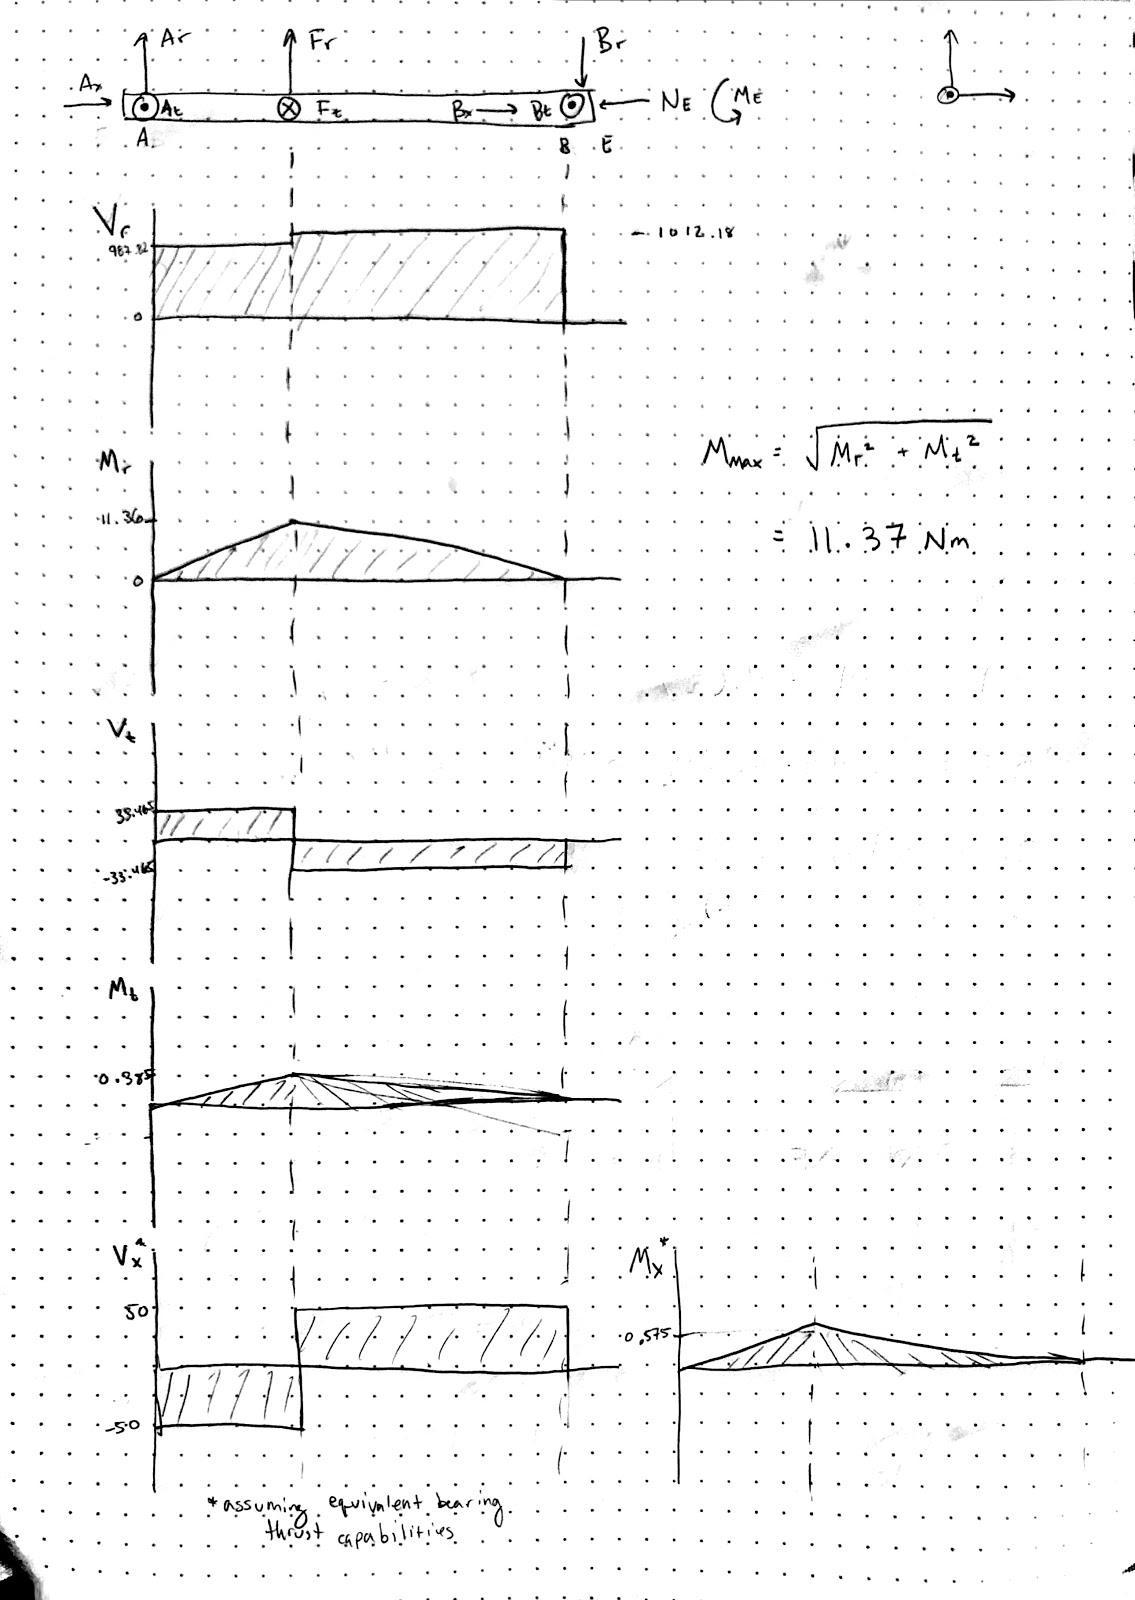 Ar
Fr
Br
Ax
At
Ft
Bx
Bt
NE
ME
A
B
E
Vr
987.82
1012.18
0
Mr
11.36
0
Mmax = √Mr² + Mt²
= 11.37 Nm
Vt
33.465
-33.465
Mt
0.385
Vx*
50
-50
Mx*
0.575
*assuming equivalent bearing
thrust capabilities